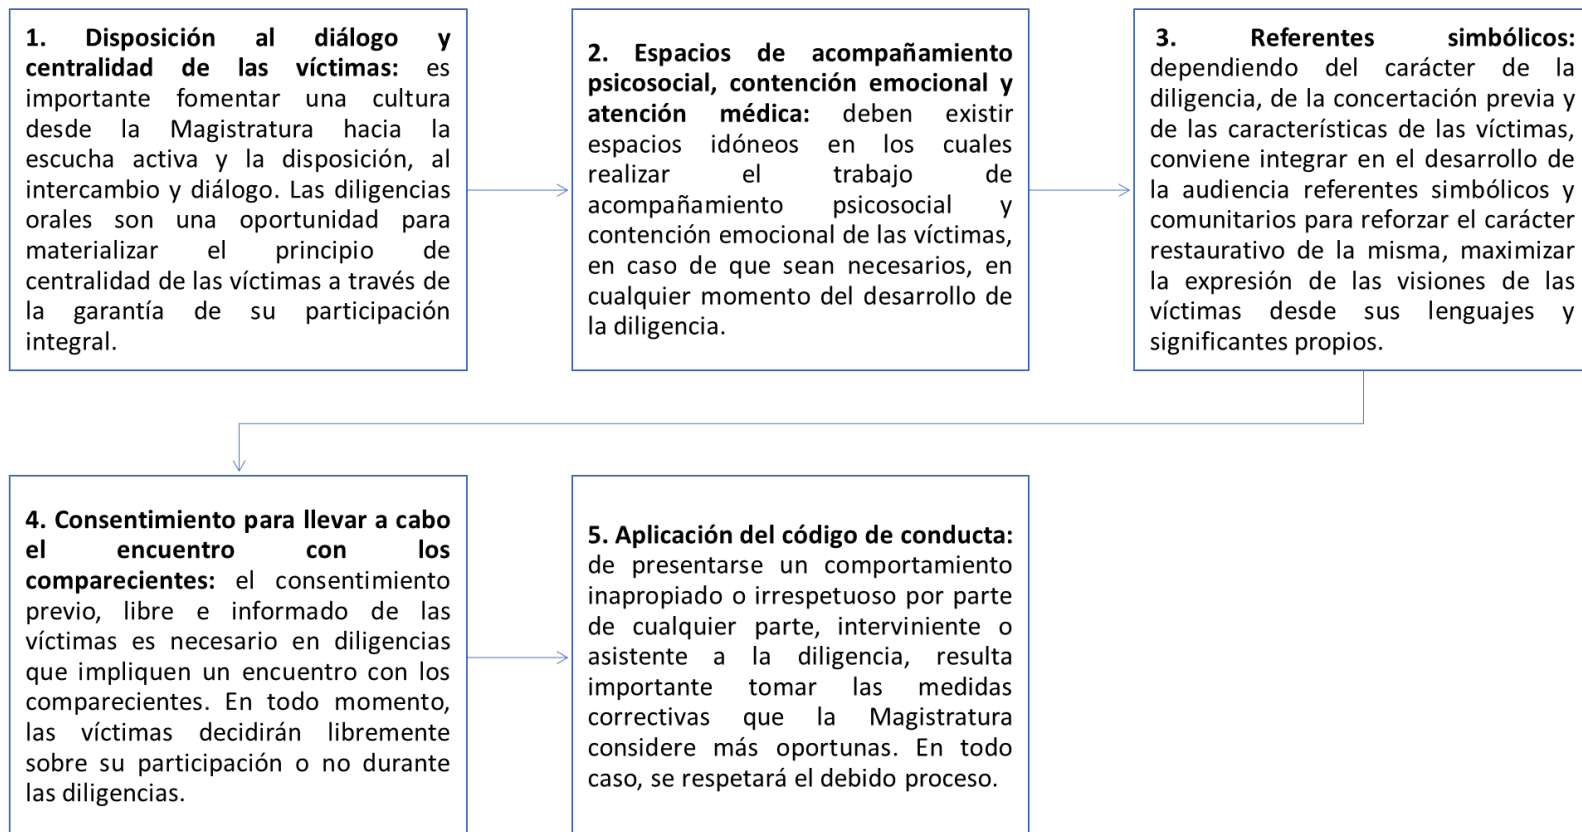 1. Disposición al diálogo y
centralidad de las víctimas: es
importante fomentar una cultura
desde la Magistratura hacia la
escucha activa y la disposición, al
intercambio y diálogo. Las diligencias
orales son una oportunidad para
materializar el principio de
centralidad de las víctimas a través de
la garantía de su participación
integral.
2. Espacios de acompañamiento
psicosocial, contención emocional y
atención médica: deben existir
espacios idóneos en los cuales
realizar el trabajo de
acompañamiento psicosocial y
contención emocional de las víctimas,
en caso de que sean necesarios, en
cualquier momento del desarrollo de
la diligencia.
3. Referentes simbólicos:
dependiendo del carácter de la
diligencia, de la concertación previa y
de las características de las víctimas,
conviene integrar en el desarrollo de
la audiencia referentes simbólicos y
comunitarios para reforzar el carácter
restaurativo de la misma, maximizar
la expresión de las visiones de las
víctimas desde sus lenguajes y
significantes propios.
4. Consentimiento para llevar a cabo
el encuentro con los
comparecientes: el consentimiento
previo, libre e informado de las
víctimas es necesario en diligencias
que impliquen un encuentro con los
comparecientes. En todo momento,
las víctimas decidirán libremente
sobre su participación o no durante
las diligencias.
5. Aplicación del código de conducta:
de presentarse un comportamiento
inapropiado o irrespetuoso por parte
de cualquier parte, interviniente o
asistente a la diligencia, resulta
importante tomar las medidas
correctivas que la Magistratura
considere más oportunas. En todo
caso, se respetará el debido proceso.